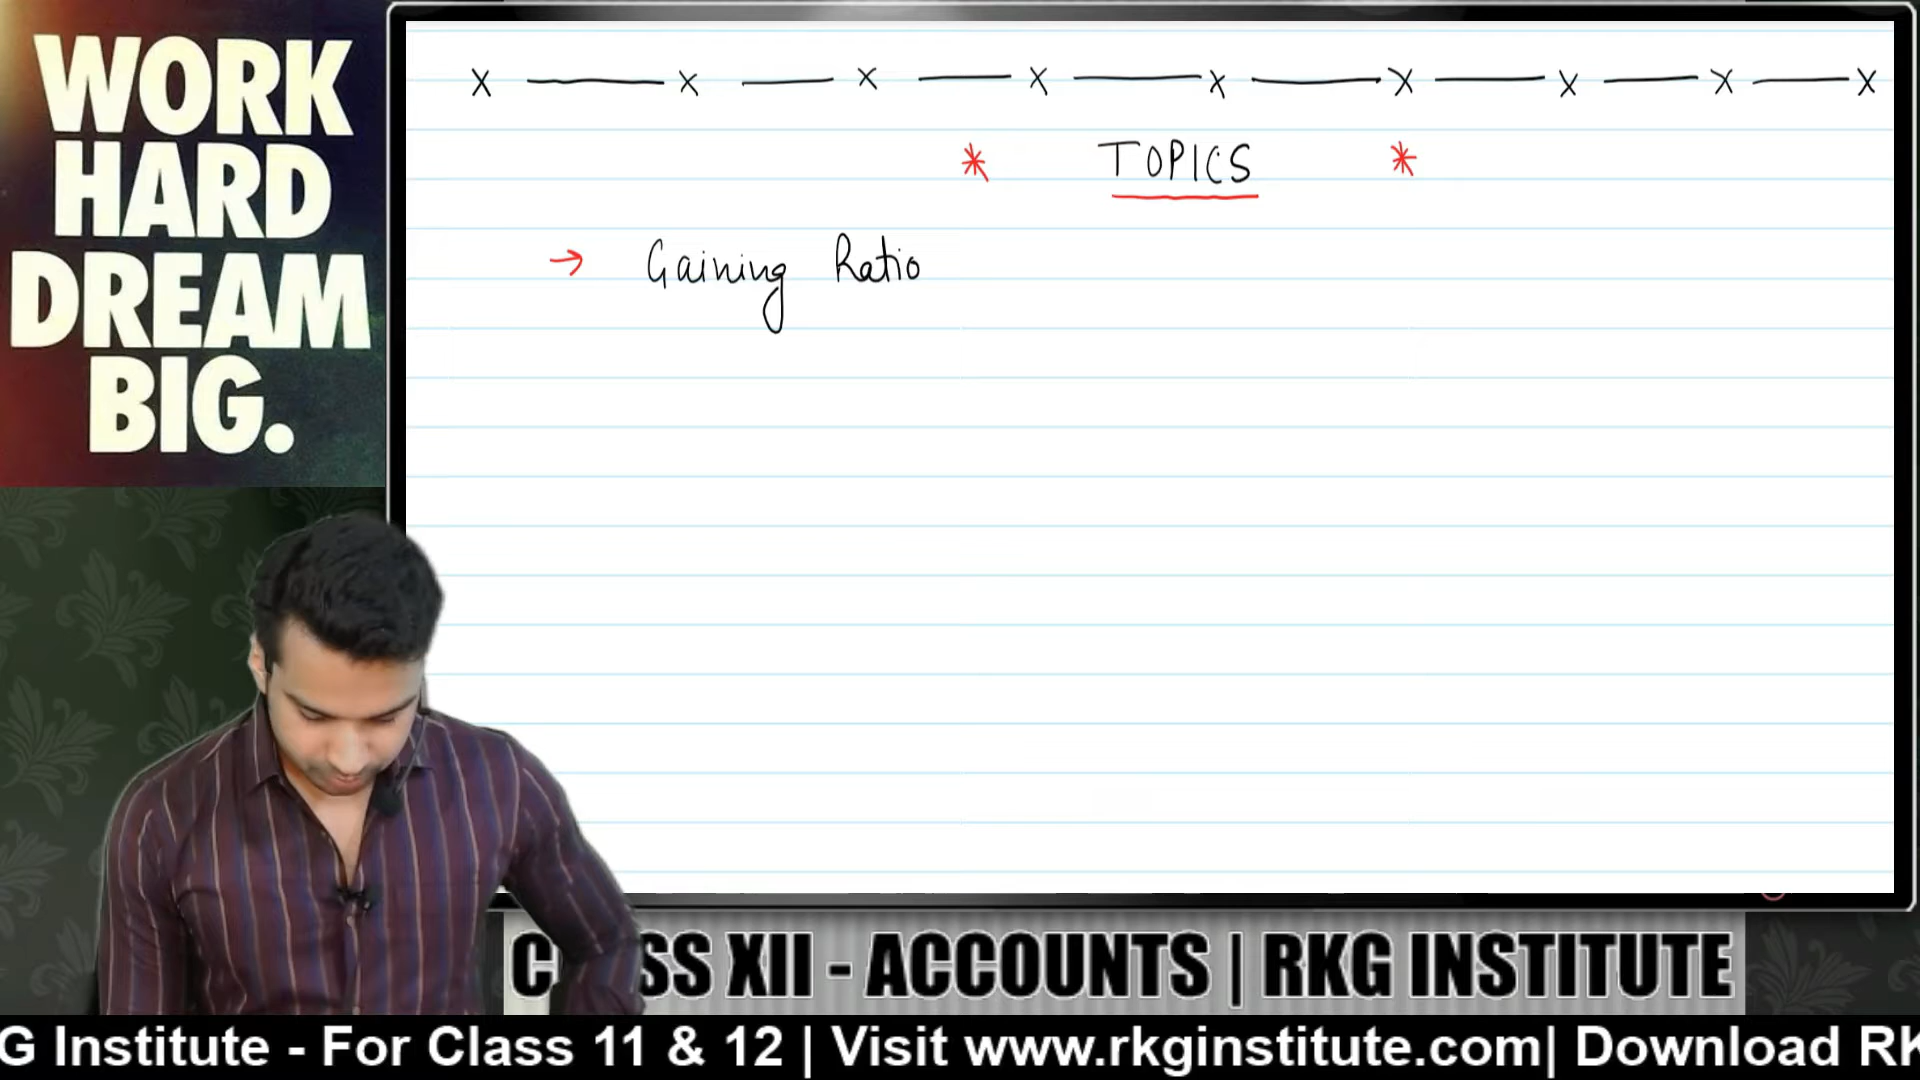 WORK
HARD
DREAM
BIG.
x — x — x — x — x — x — x — x — x
* TOPICS *
→ Gaining Ratio
SS XII - ACCOUNTS | RKG INSTITUTE
G Institute - For Class 11 & 12 | Visit www.rkginstitute.com| Download RK